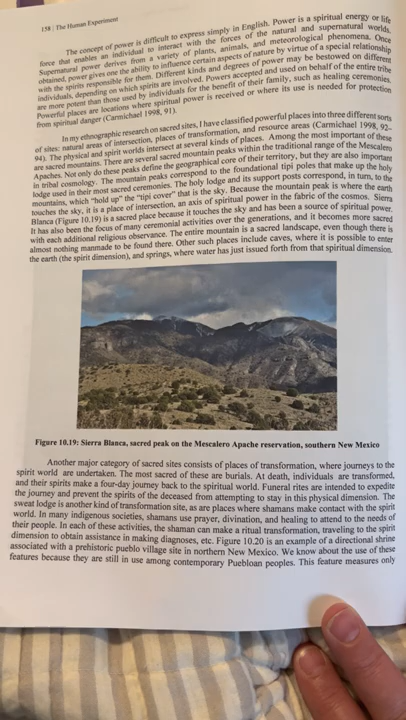 158 | The Human Experiment
The concept of power is difficult to express simply in English. Power is a spiritual energy or life
force that enables an individual to interact with the forces of the natural and supernatural worlds.
Supernatural power derives from a variety of plants, animals, and meteorological phenomena. Once
obtained, power gives one the ability to influence certain aspects of nature by virtue of a special relationship
with the spirits responsible for them. Different kinds and degrees of power may be bestowed on different
individuals, depending on which spirits are involved. Powers accepted and used on behalf of the entire tribe
are more potent than those used by individuals for the benefit of their family, such as healing ceremonies.
Powerful places are locations where spiritual power is received or where its use is needed for protection
from spiritual danger (Carmichael 1998, 91).
In my ethnographic research on sacred sites, I have classified powerful places into three different sorts
of sites: natural areas of intersection, places of transformation, and resource areas (Carmichael 1998, 92–
94). The physical and spirit worlds intersect at several kinds of places. Among the most important of these
are sacred mountains. There are several sacred mountain peaks within the traditional range of the Mescalero
Apaches. Not only do these peaks define the geographical core of their territory, but they are also important
in tribal cosmology. The mountain peaks correspond to the foundational tipi poles that make up the holy
lodge used in their most sacred ceremonies. The holy lodge and its support posts correspond, in turn, to the
mountains, which "hold up" the "tipi cover" that is the sky. Because the mountain peak is where the earth
touches the sky, it is a place of intersection, an axis of spiritual power in the fabric of the cosmos. Sierra
Blanca (Figure 10.19) is a sacred place because it touches the sky and has been a source of spiritual power.
It has also been the focus of many ceremonial activities over the generations, and it becomes more sacred
with each additional religious observance. The entire mountain is a sacred landscape, even though there is
almost nothing manmade to be found there. Other such places include caves, where it is possible to enter
the earth (the spirit dimension), and springs, where water has just issued forth from that spiritual dimension.
Figure 10.19: Sierra Blanca, sacred peak on the Mescalero Apache reservation, southern New Mexico
Another major category of sacred sites consists of places of transformation, where journeys to the
spirit world are undertaken. The most sacred of these are burials. At death, individuals are transformed,
and their spirits make a four-day journey back to the spiritual world. Funeral rites are intended to expedite
the journey and prevent the spirits of the deceased from attempting to stay in this physical dimension. The
sweat lodge is another kind of transformation site, as are places where shamans make contact with the spirit
world. In many indigenous societies, shamans use prayer, divination, and healing to attend to the needs of
their people. In each of these activities, the shaman can make a ritual transformation, traveling to the spirit
dimension to obtain assistance in making diagnoses, etc. Figure 10.20 is an example of a directional shrine
associated with a prehistoric pueblo village site in northern New Mexico. We know about the use of these
features because they are still in use among contemporary Puebloan peoples. This feature measures only